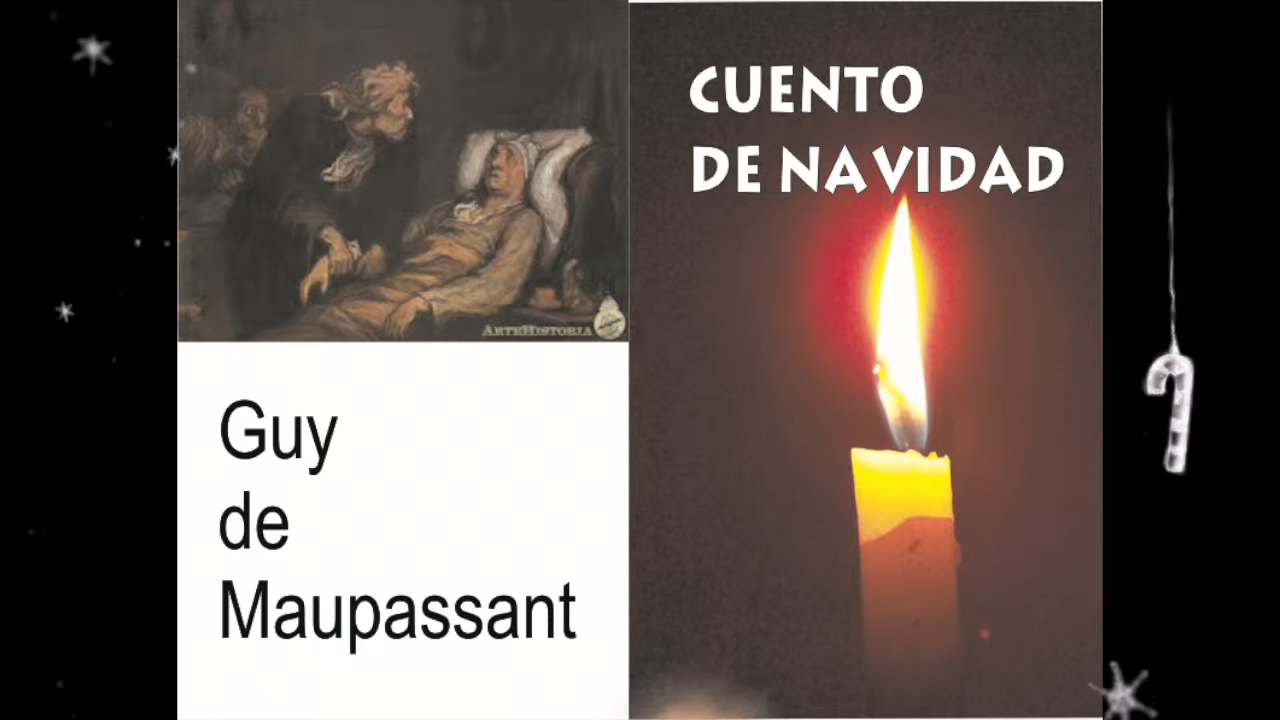 ARTEHISTORIA
Guy
de
Maupassant
CUENTO
DE NAVIDAD